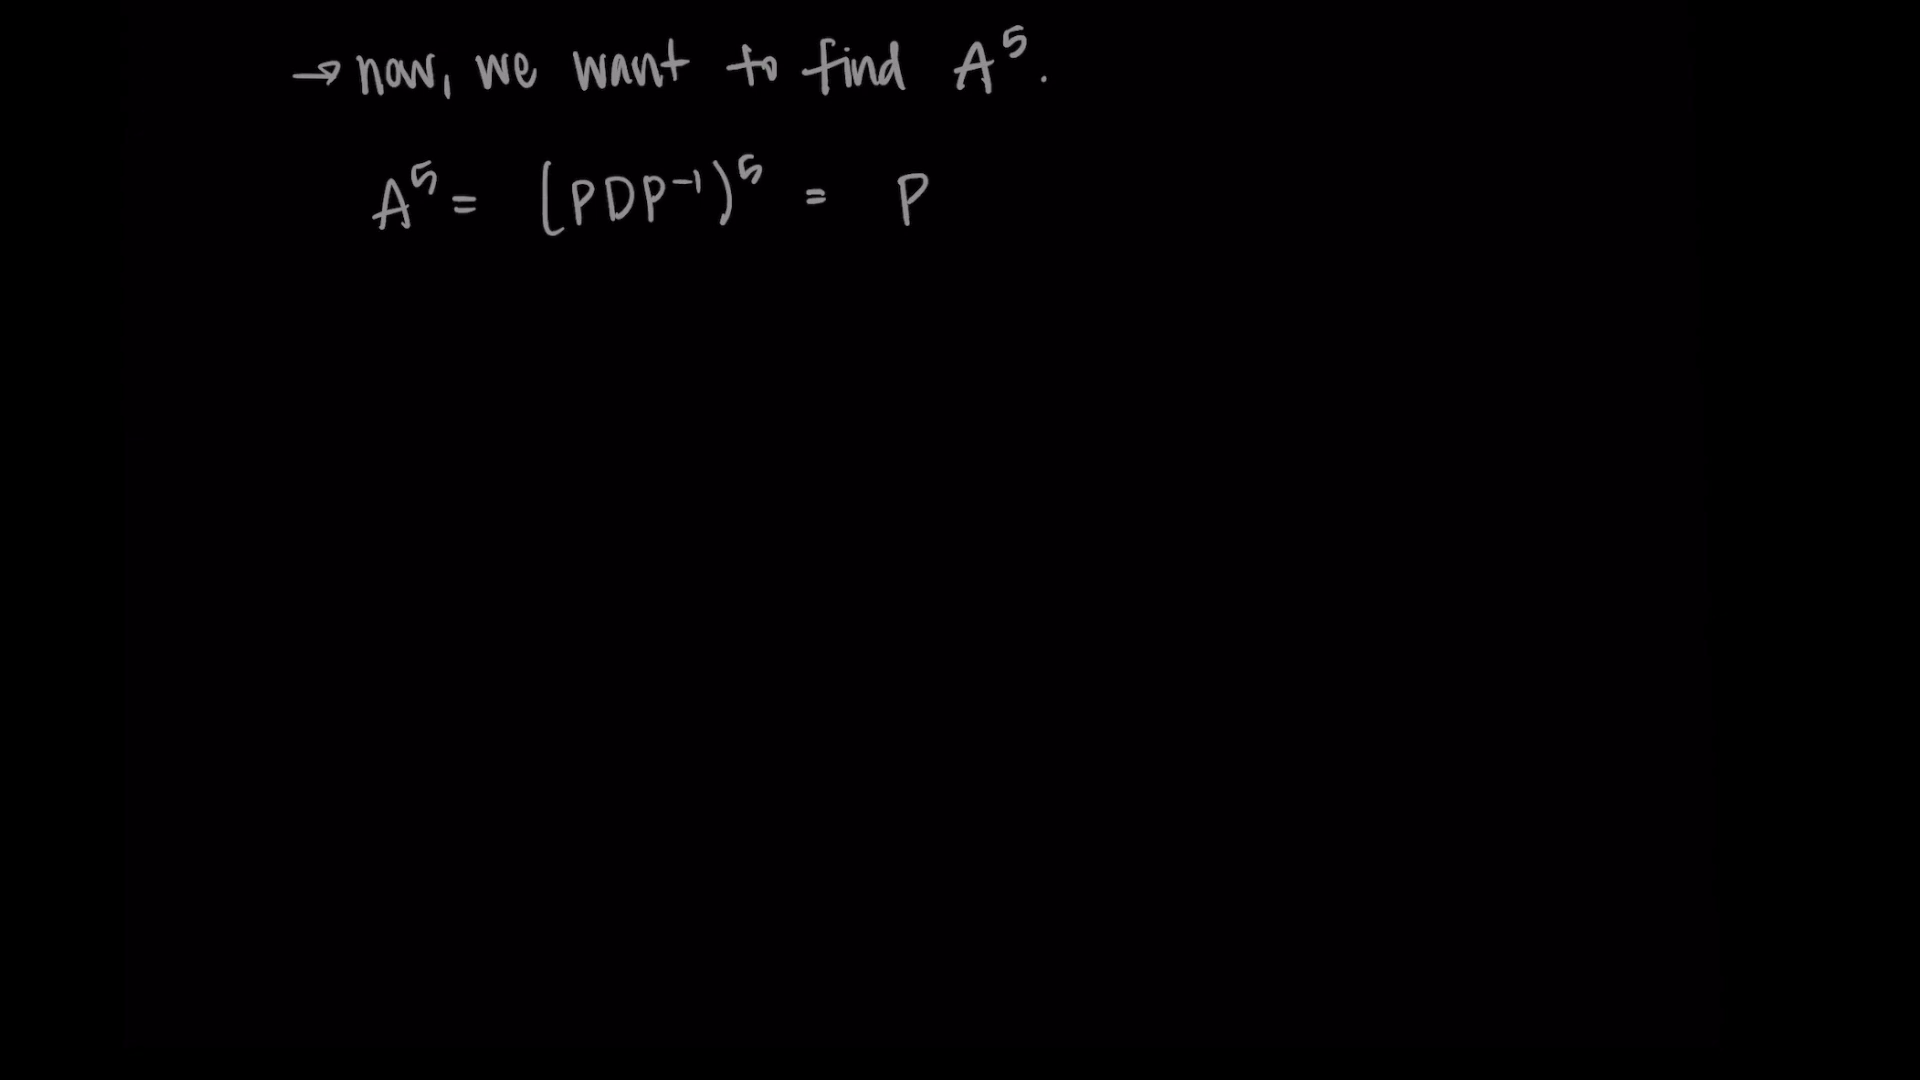 → now, we want to find A⁵.
A⁵ = (PDP⁻¹)⁵ = P